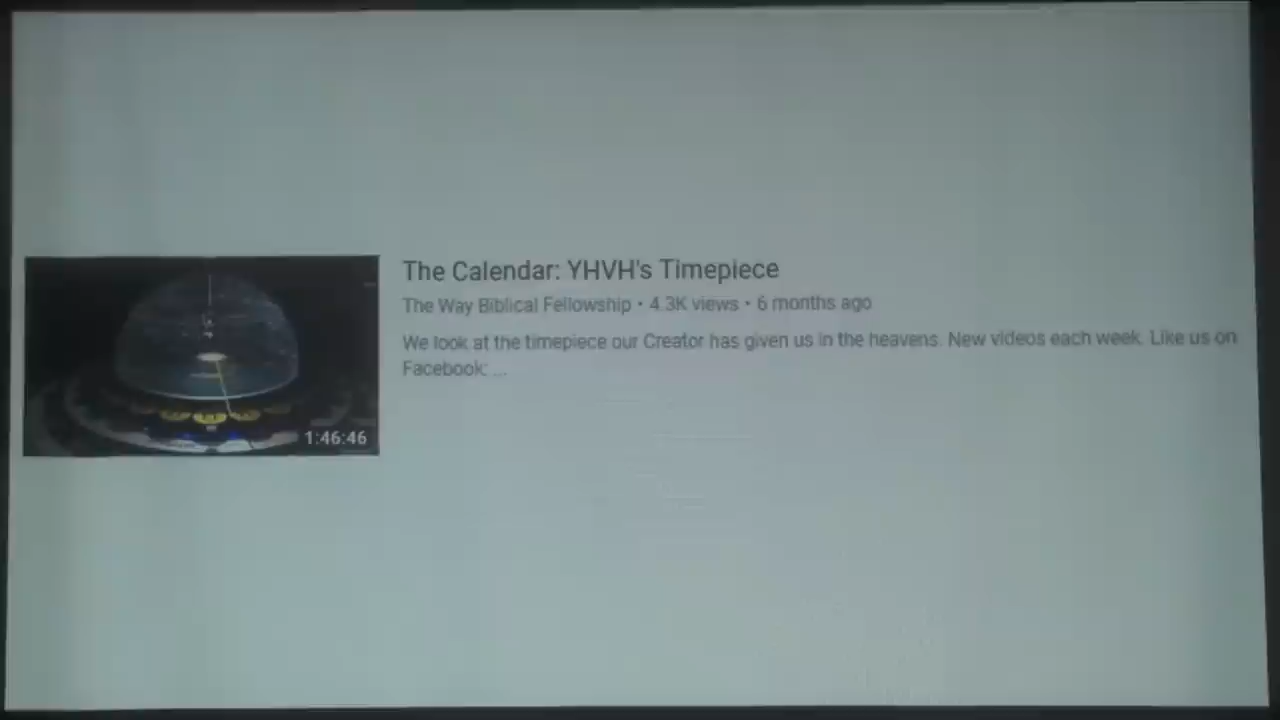 The Calendar: YHVH's Timepiece
The Way Biblical Fellowship • 4.3K views • 6 months ago
We look at the timepiece our Creator has given us in the heavens. New videos each week. Like us on
Facebook: ...
1:46:46